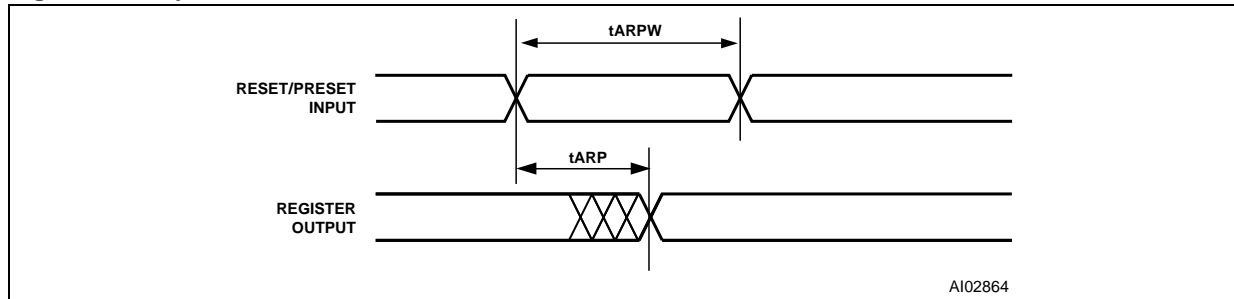 tARPW
RESET/PRESET
INPUT
tARP
REGISTER
OUTPUT
AI02864